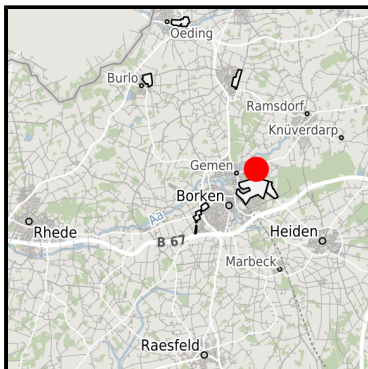 Oeding
Burlo
Ramsdorf
Knüverdarp
Gemen
Borken
Aa
Rhede
B 67
Heiden
Marbeck
Raesfeld